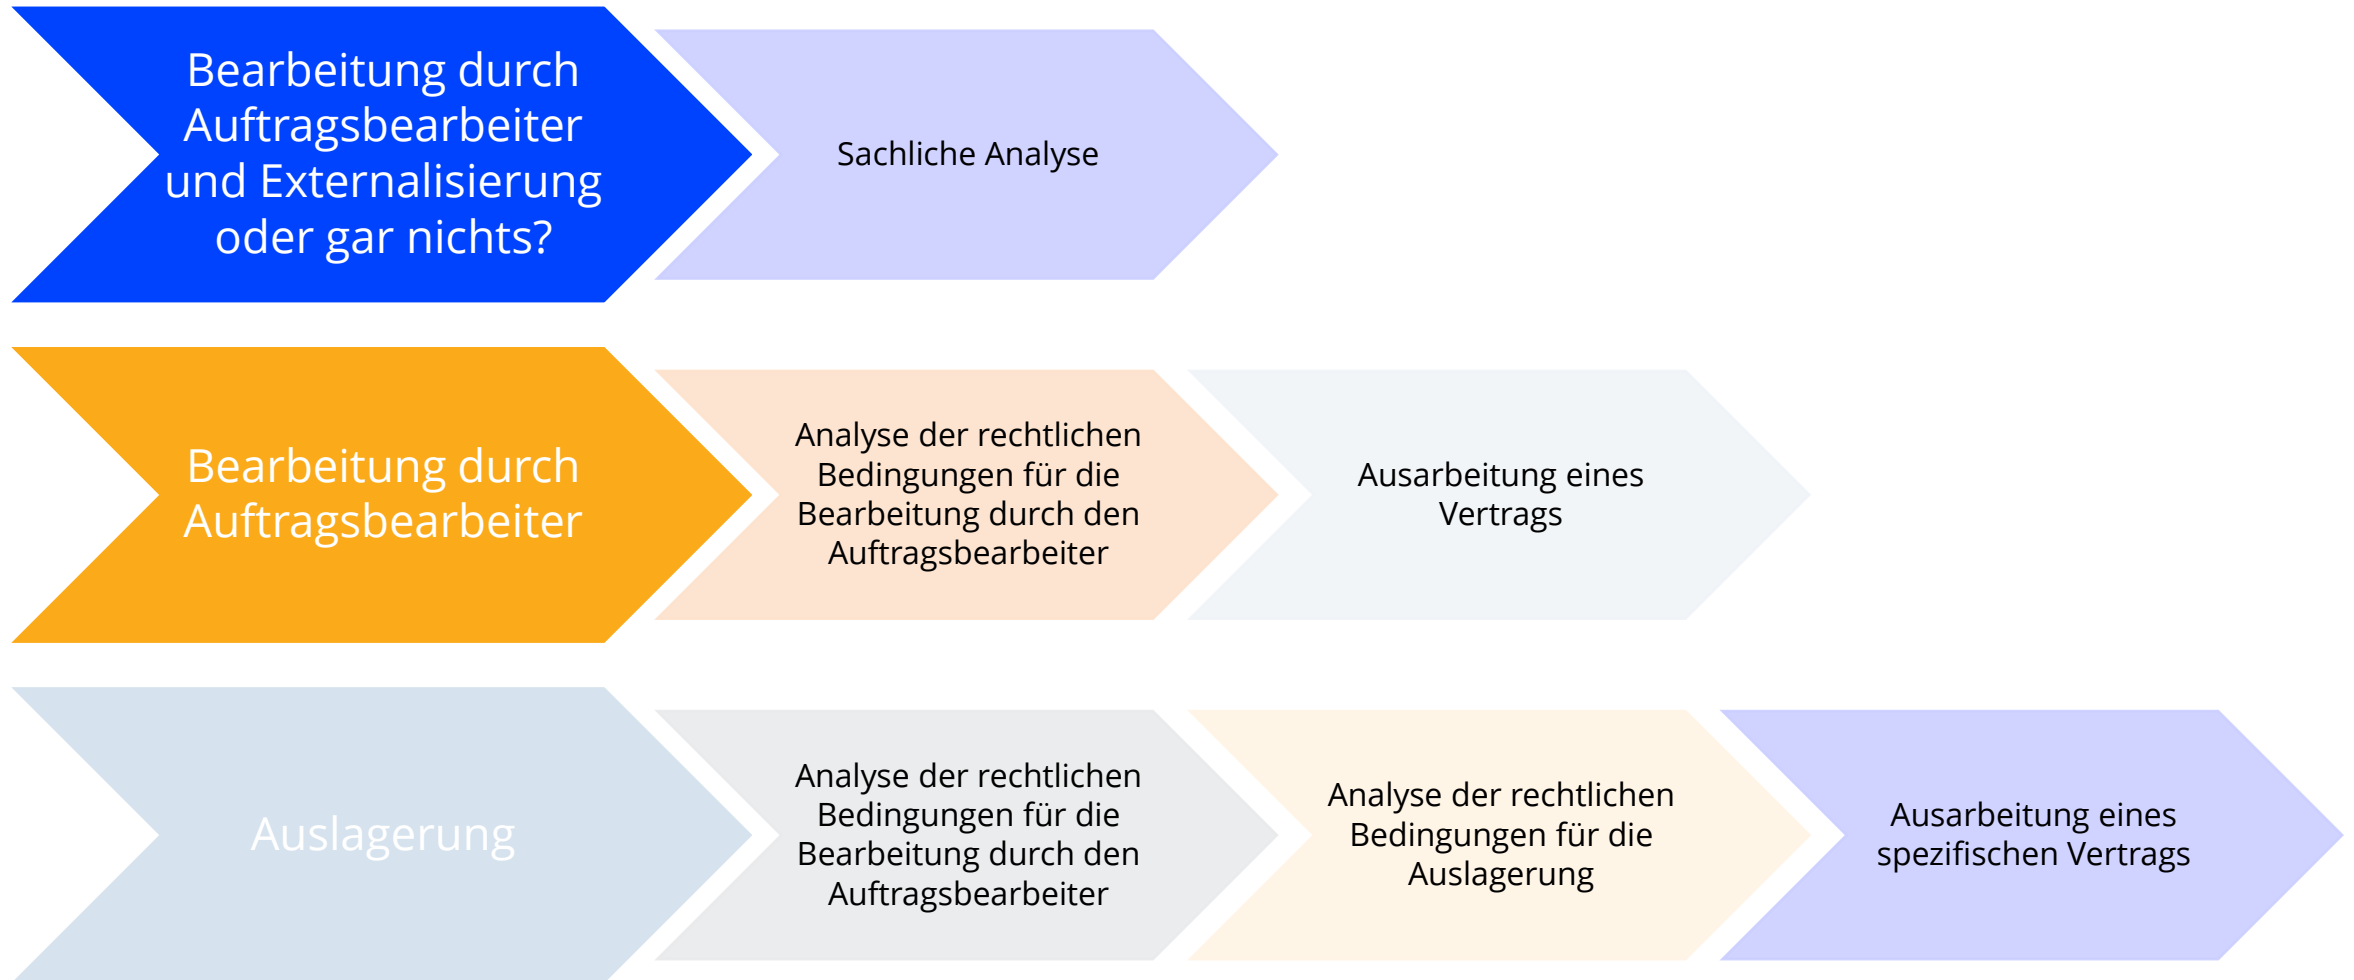 Bearbeitung durch
Auftragsbearbeiter
und Externalisierung
oder gar nichts?
Sachliche Analyse
Bearbeitung durch
Auftragsbearbeiter
Analyse der rechtlichen
Bedingungen für die
Bearbeitung durch den
Auftragsbearbeiter
Ausarbeitung eines
Vertrags
Auslagerung
Analyse der rechtlichen
Bedingungen für die
Bearbeitung durch den
Auftragsbearbeiter
Analyse der rechtlichen
Bedingungen für die
Auslagerung
Ausarbeitung eines
spezifischen Vertrags